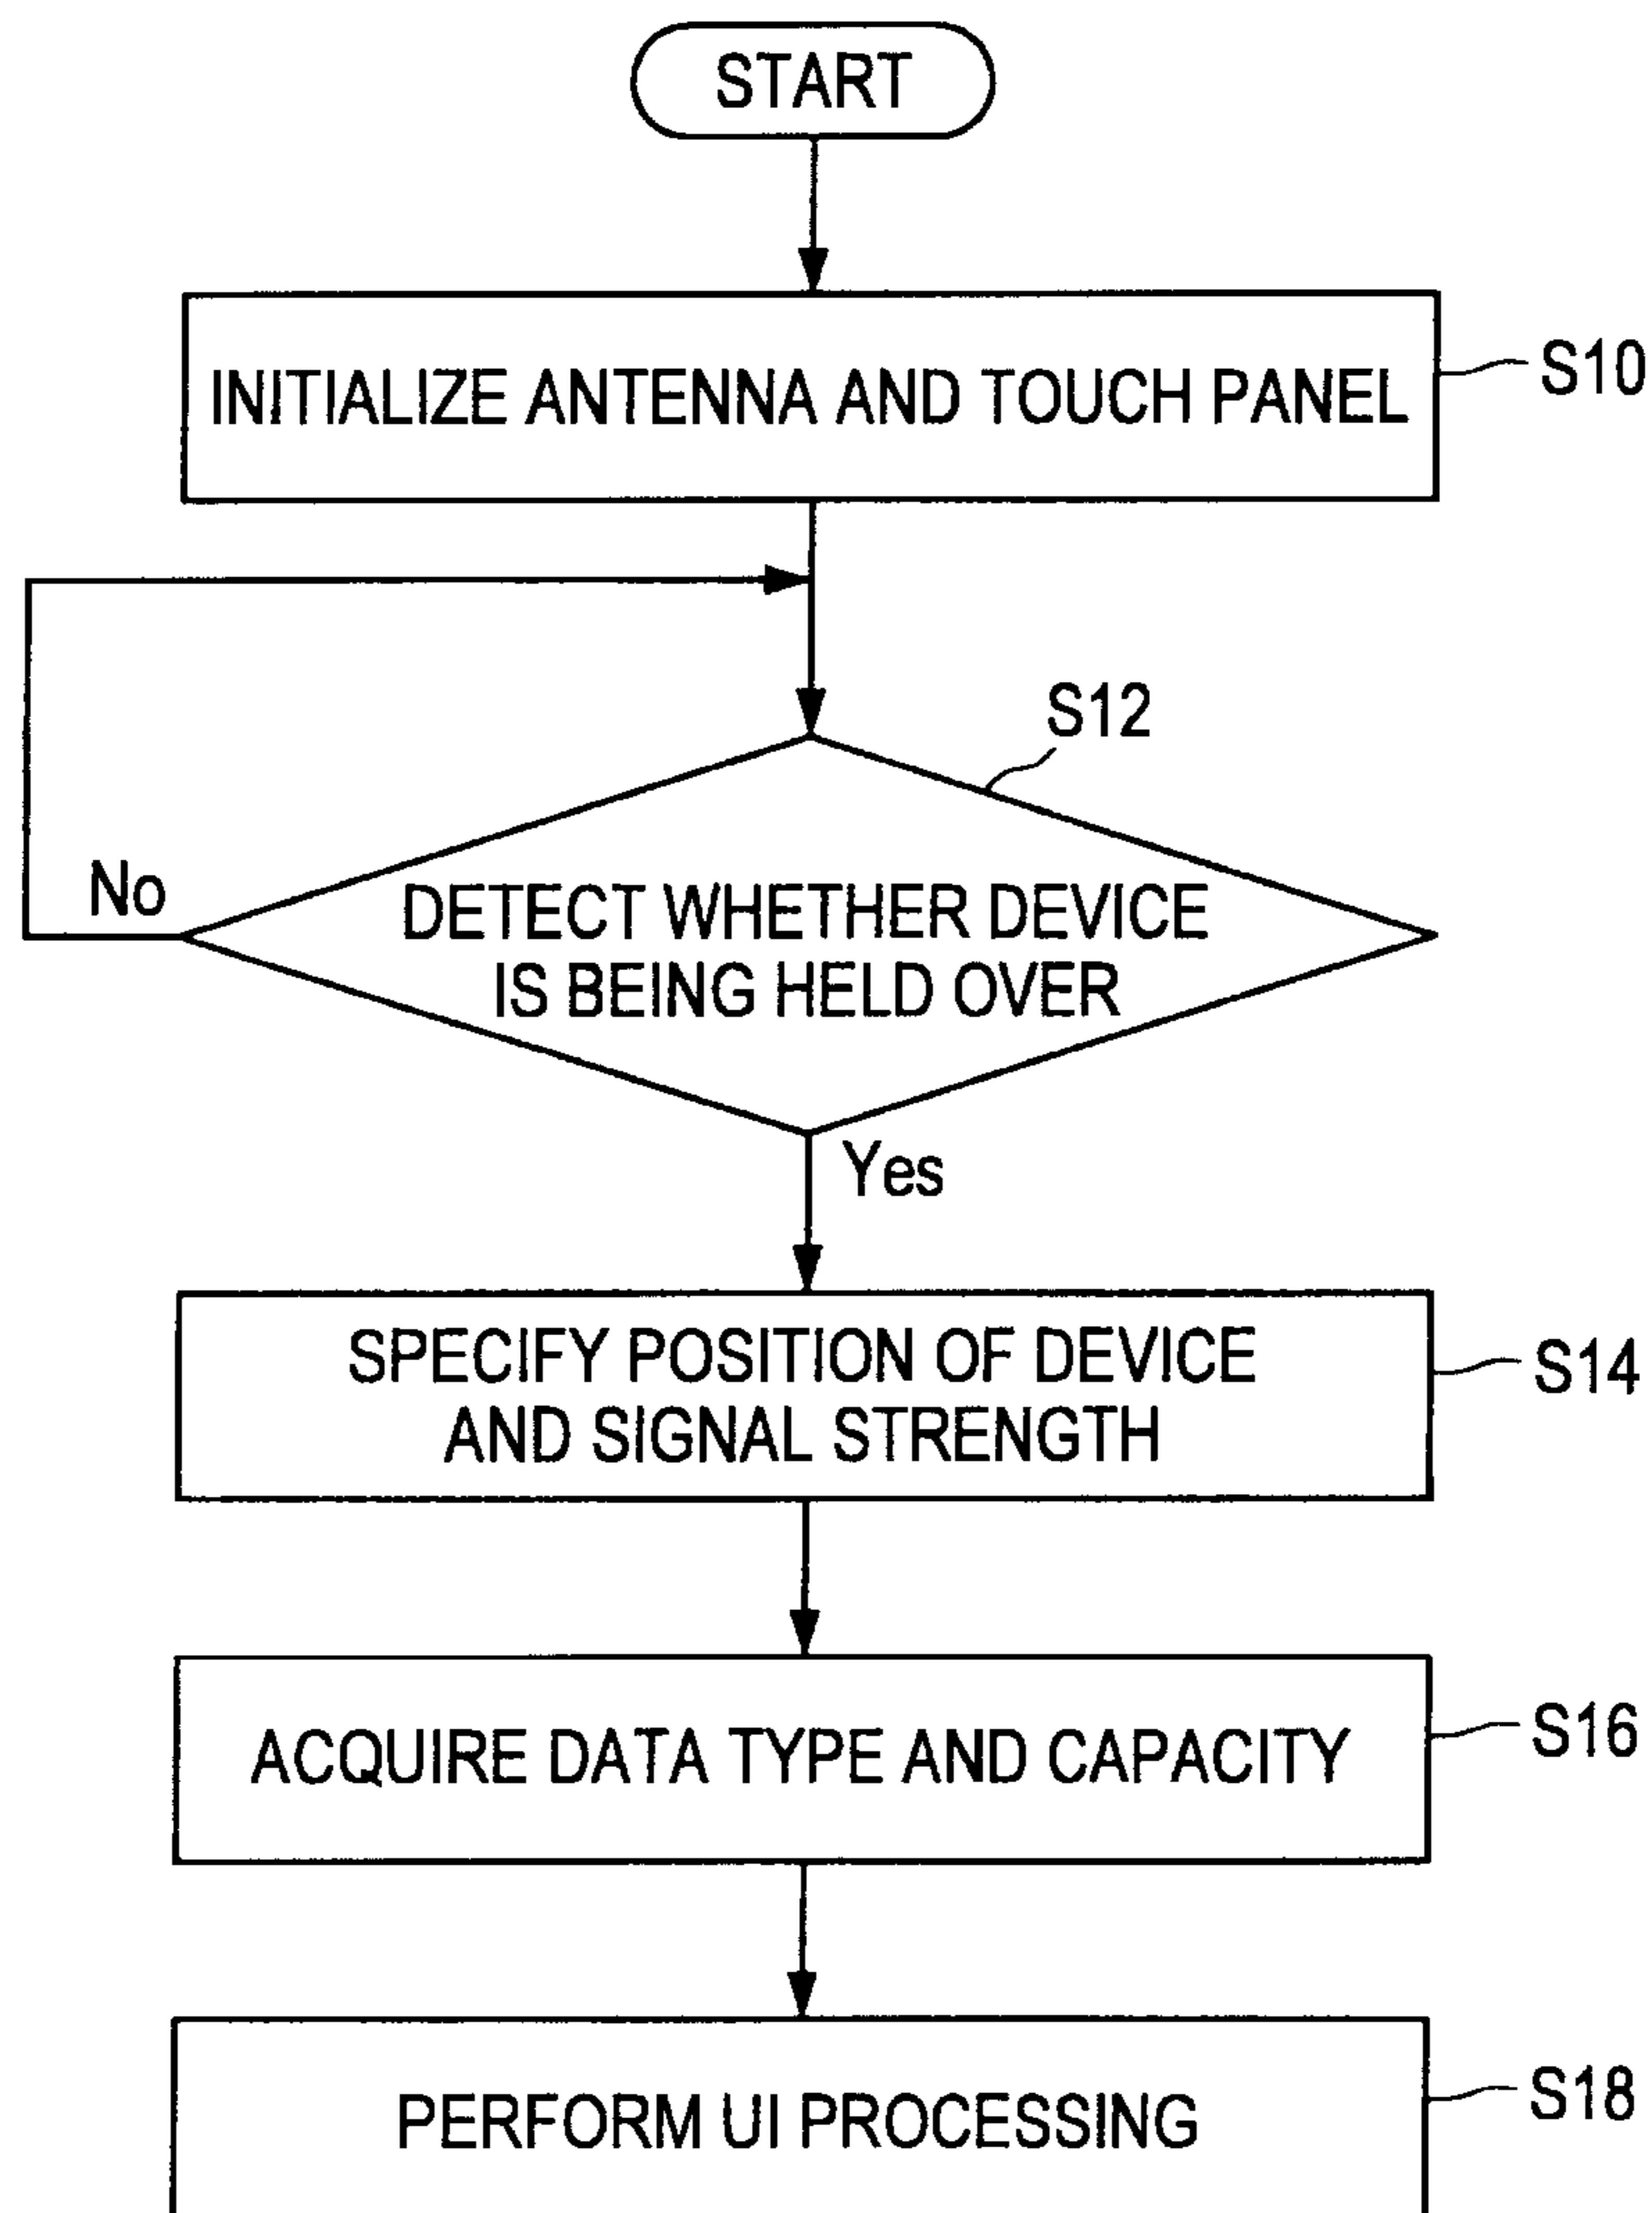 START
INITIALIZE ANTENNA AND TOUCH PANEL
S10
S12
No
DETECT WHETHER DEVICE
IS BEING HELD OVER
Yes
SPECIFY POSITION OF DEVICE
AND SIGNAL STRENGTH
S14
ACQUIRE DATA TYPE AND CAPACITY
S16
PERFORM UI PROCESSING
S18